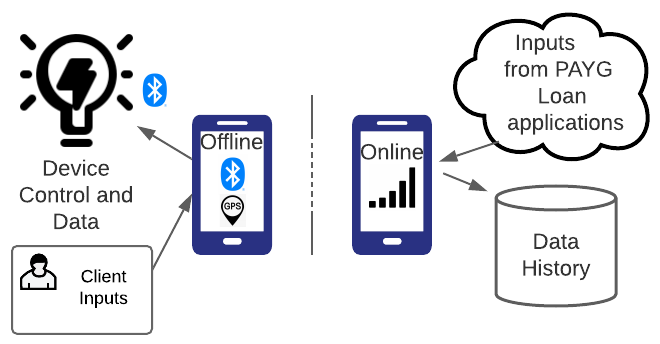 Device
Control and
Data
Client
Inputs
Offline
GPS
Online
Inputs
from PAYG
Loan
applications
Data
History